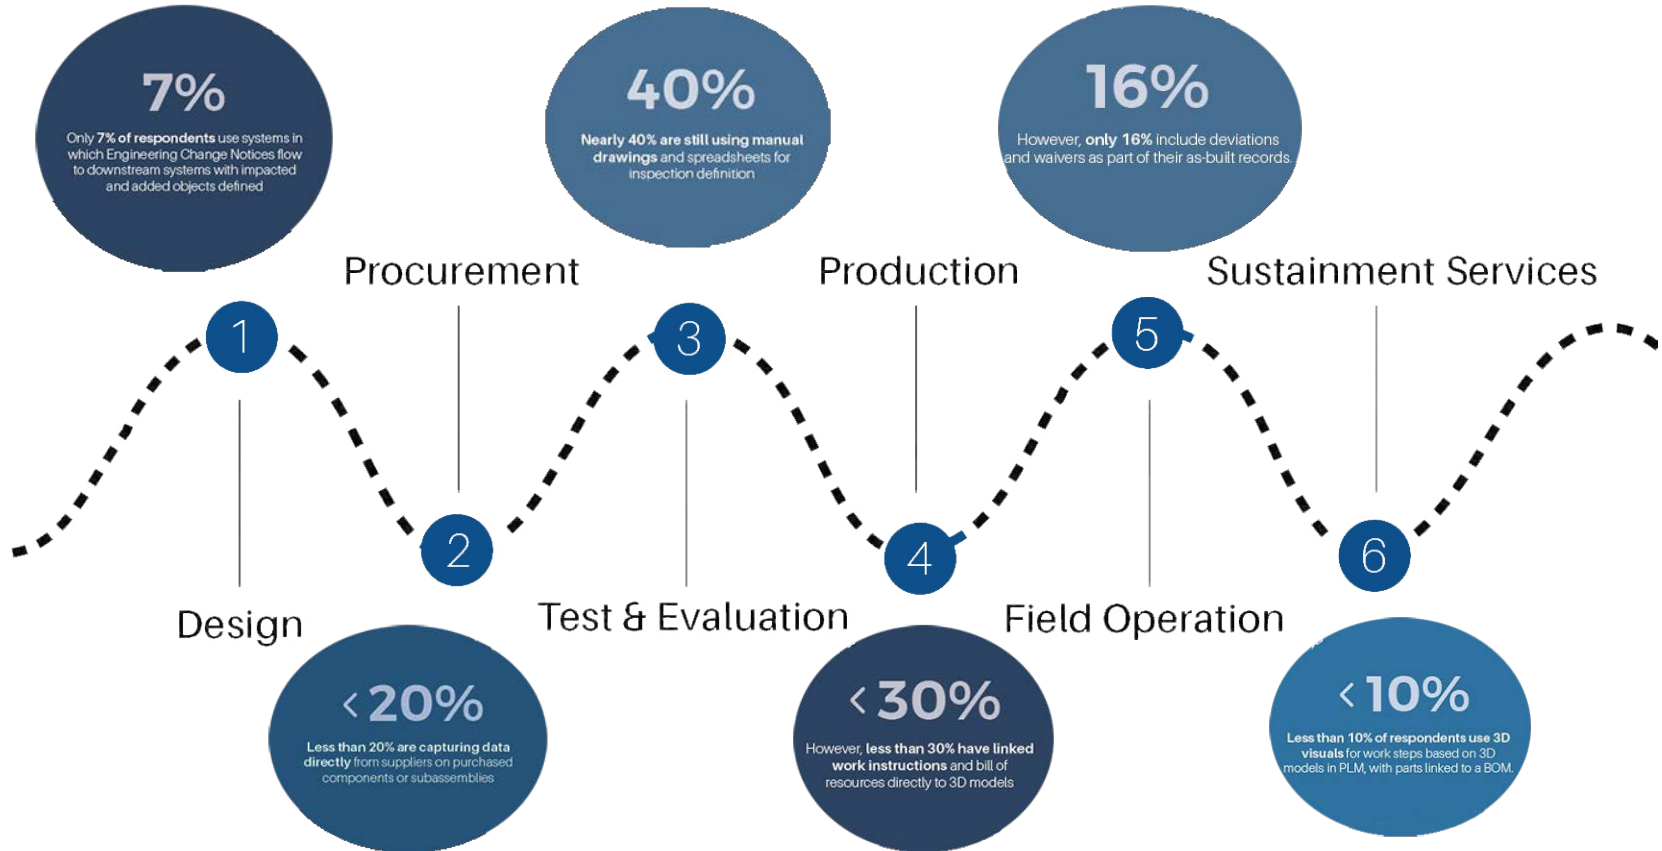 7%
Only 7% of respondents use systems in
which Engineering Change Notices flow
to downstream systems with impacted
and added objects defined
40%
Nearly 40% are still using manual
drawings and spreadsheets for
inspection definition
16%
However, only 16% include deviations
and waivers as part of their as-built records.
Procurement
Production
Sustainment Services
1
3
5
2
4
6
Design
Test & Evaluation
Field Operation
< 20%
Less than 20% are capturing data
directly from suppliers on purchased
components or subassemblies
< 30%
However, less than 30% have linked
work instructions and bill of
resources directly to 3D models
< 10%
Less than 10% of respondents use 3D
visuals for work steps based on 3D
models in PLM, with parts linked to a BOM.